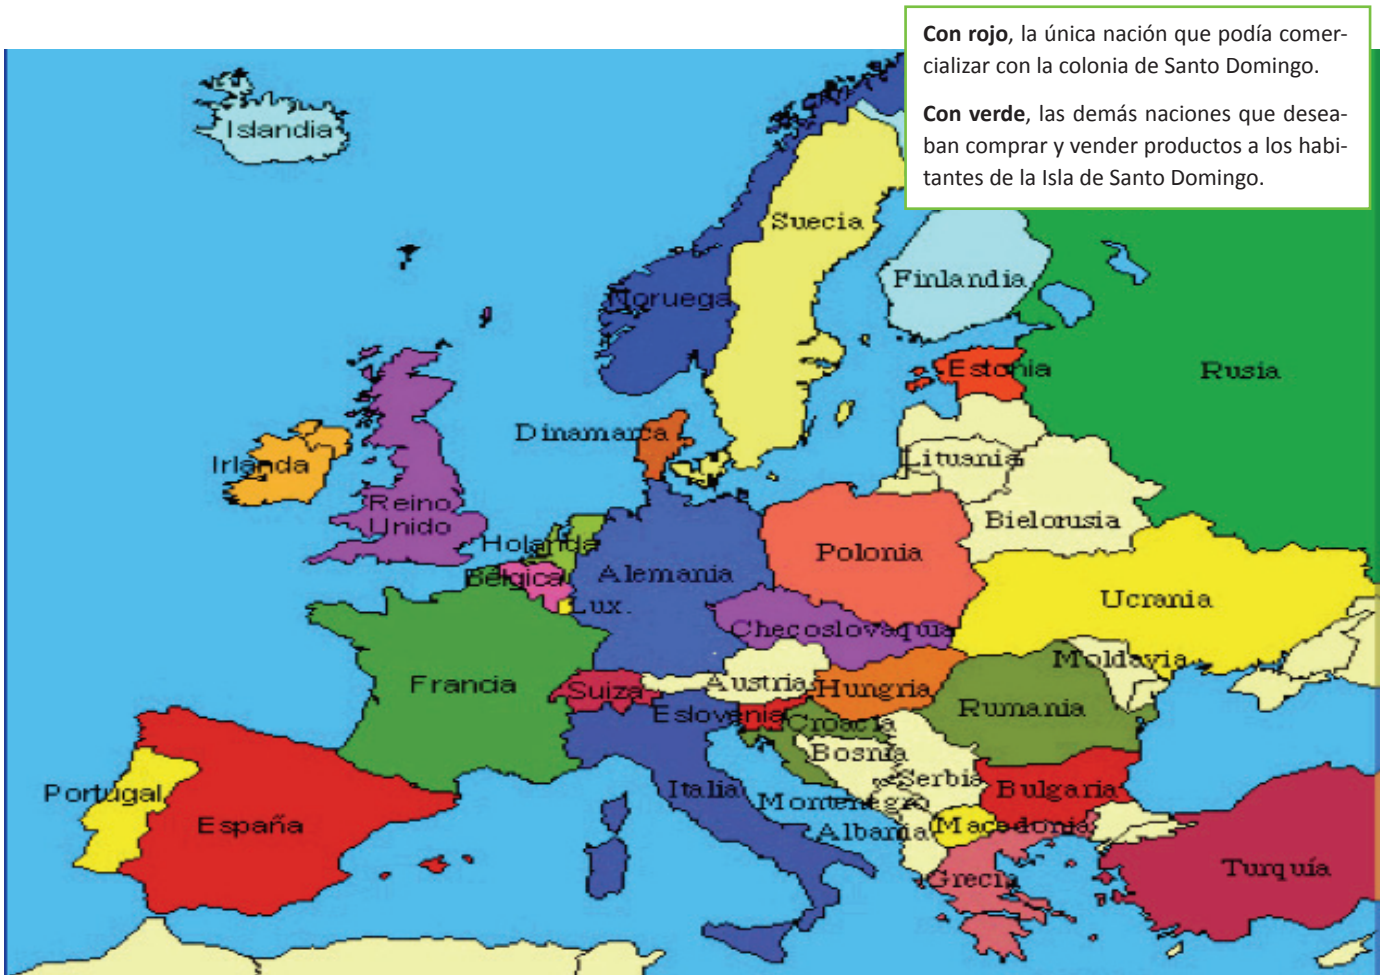 Con rojo, la única nación que podía comer-
cializar con la colonia de Santo Domingo.
Con verde, las demás naciones que desea-
ban comprar y vender productos a los habi-
tantes de la Isla de Santo Domingo.
Islandia
Suecia
Finlandia
Noruega
Estonia
Rusia
Dinamarca
Lituania
Irlanda
Reino
Unido
Bielorusia
Holanda
Polonia
Bélgica
Alemania
Lux.
Ucrania
Checoslovaquia
Moldavia
Francia
Suiza
Austria
Hungria
Eslovenia
Croacia
Rumania
Bosnia
Serbia
Portugal
Italia
Montenegro
Bulgaria
España
Albania
Macedonia
Grecia
Turquía